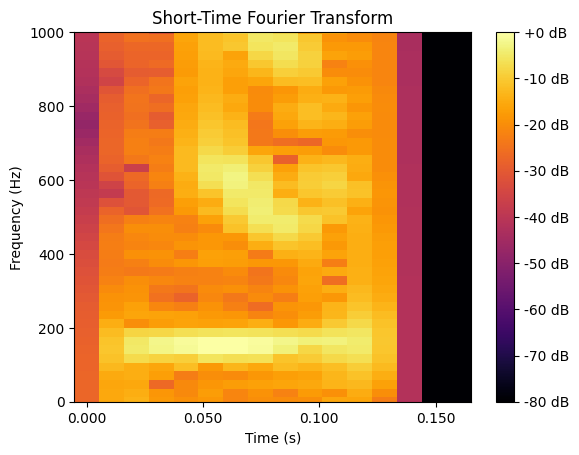 Short-Time Fourier Transform
Frequency (Hz)
1000
800
600
400
200
0
0.000
0.050
0.100
0.150
Time (s)
+0 dB
-10 dB
-20 dB
-30 dB
-40 dB
-50 dB
-60 dB
-70 dB
-80 dB